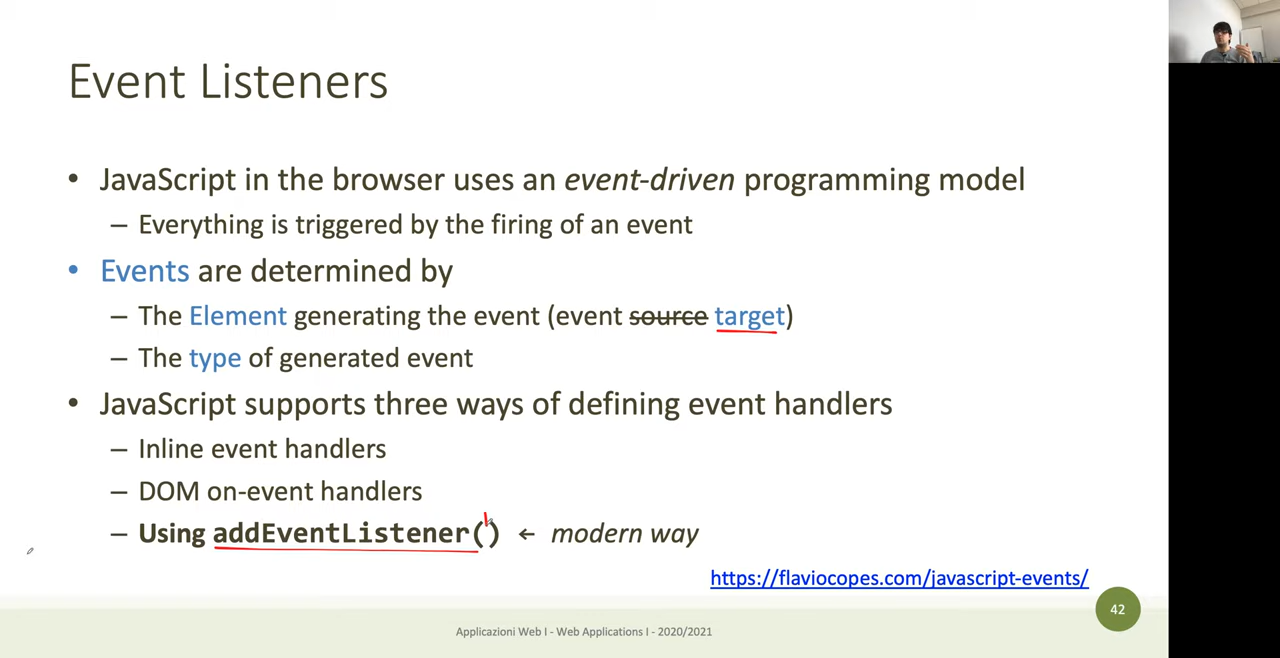 Event Listeners
• JavaScript in the browser uses an event-driven programming model
– Everything is triggered by the firing of an event
• Events are determined by
– The Element generating the event (event source target)
– The type of generated event
• JavaScript supports three ways of defining event handlers
– Inline event handlers
– DOM on-event handlers
– Using addEventListener() ← modern way
https://flaviocopes.com/javascript-events/
42
Applicazioni Web I - Web Applications I - 2020/2021